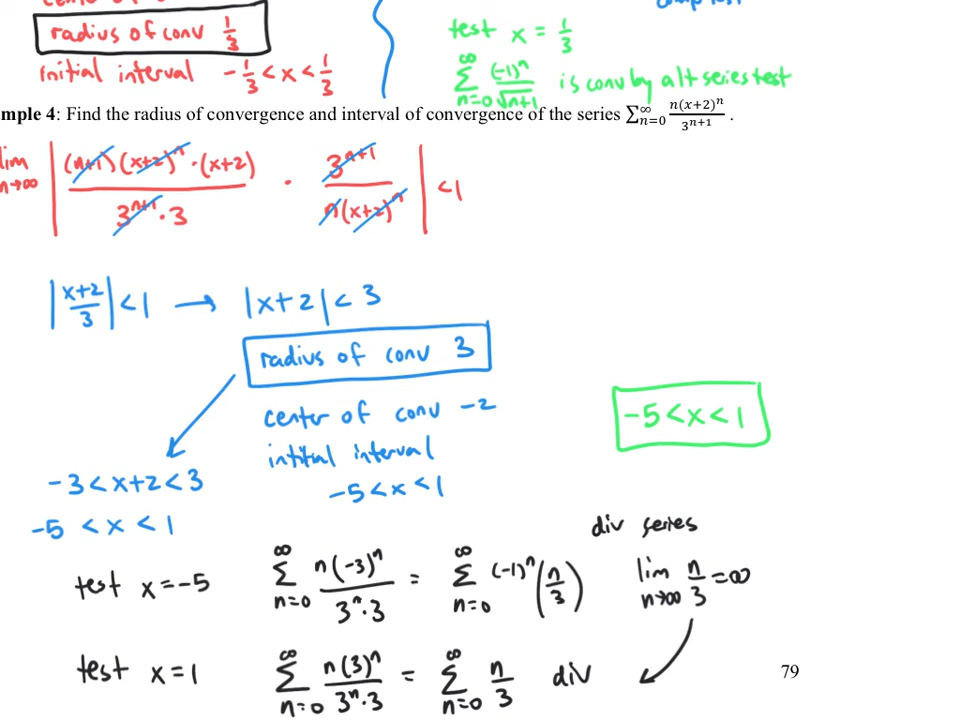 radius of conv 1/3
initial interval -1/3 < x < 1/3
test x = 1/3
∑_{n=0}^{∞} (-1)^n/√(n+1) is conv by alt series test
mple 4: Find the radius of convergence and interval of convergence of the series ∑_{n=0}^{∞} n(x+2)^n/3^{n+1} .
lim_{n→∞} | (n+1)(x+2)^n · (x+2) / 3^{n+1} · 3 · 3^{n+1} / n(x+2)^n | < 1
|x+2/3| < 1 → |x+2| < 3
radius of conv 3
center of conv -2
intitial interval
-5 < x < 1
-5 < x < 1
-3 < x+2 < 3
-5 < x < 1
div series
test x = -5 ∑_{n=0}^{∞} n(-3)^n/3^n·3 = ∑_{n=0}^{∞} (-1)^n (n/3) lim_{n→∞} n/3 = ∞
test x = 1 ∑_{n=0}^{∞} n(3)^n/3^n·3 = ∑_{n=0}^{∞} n/3 div
79